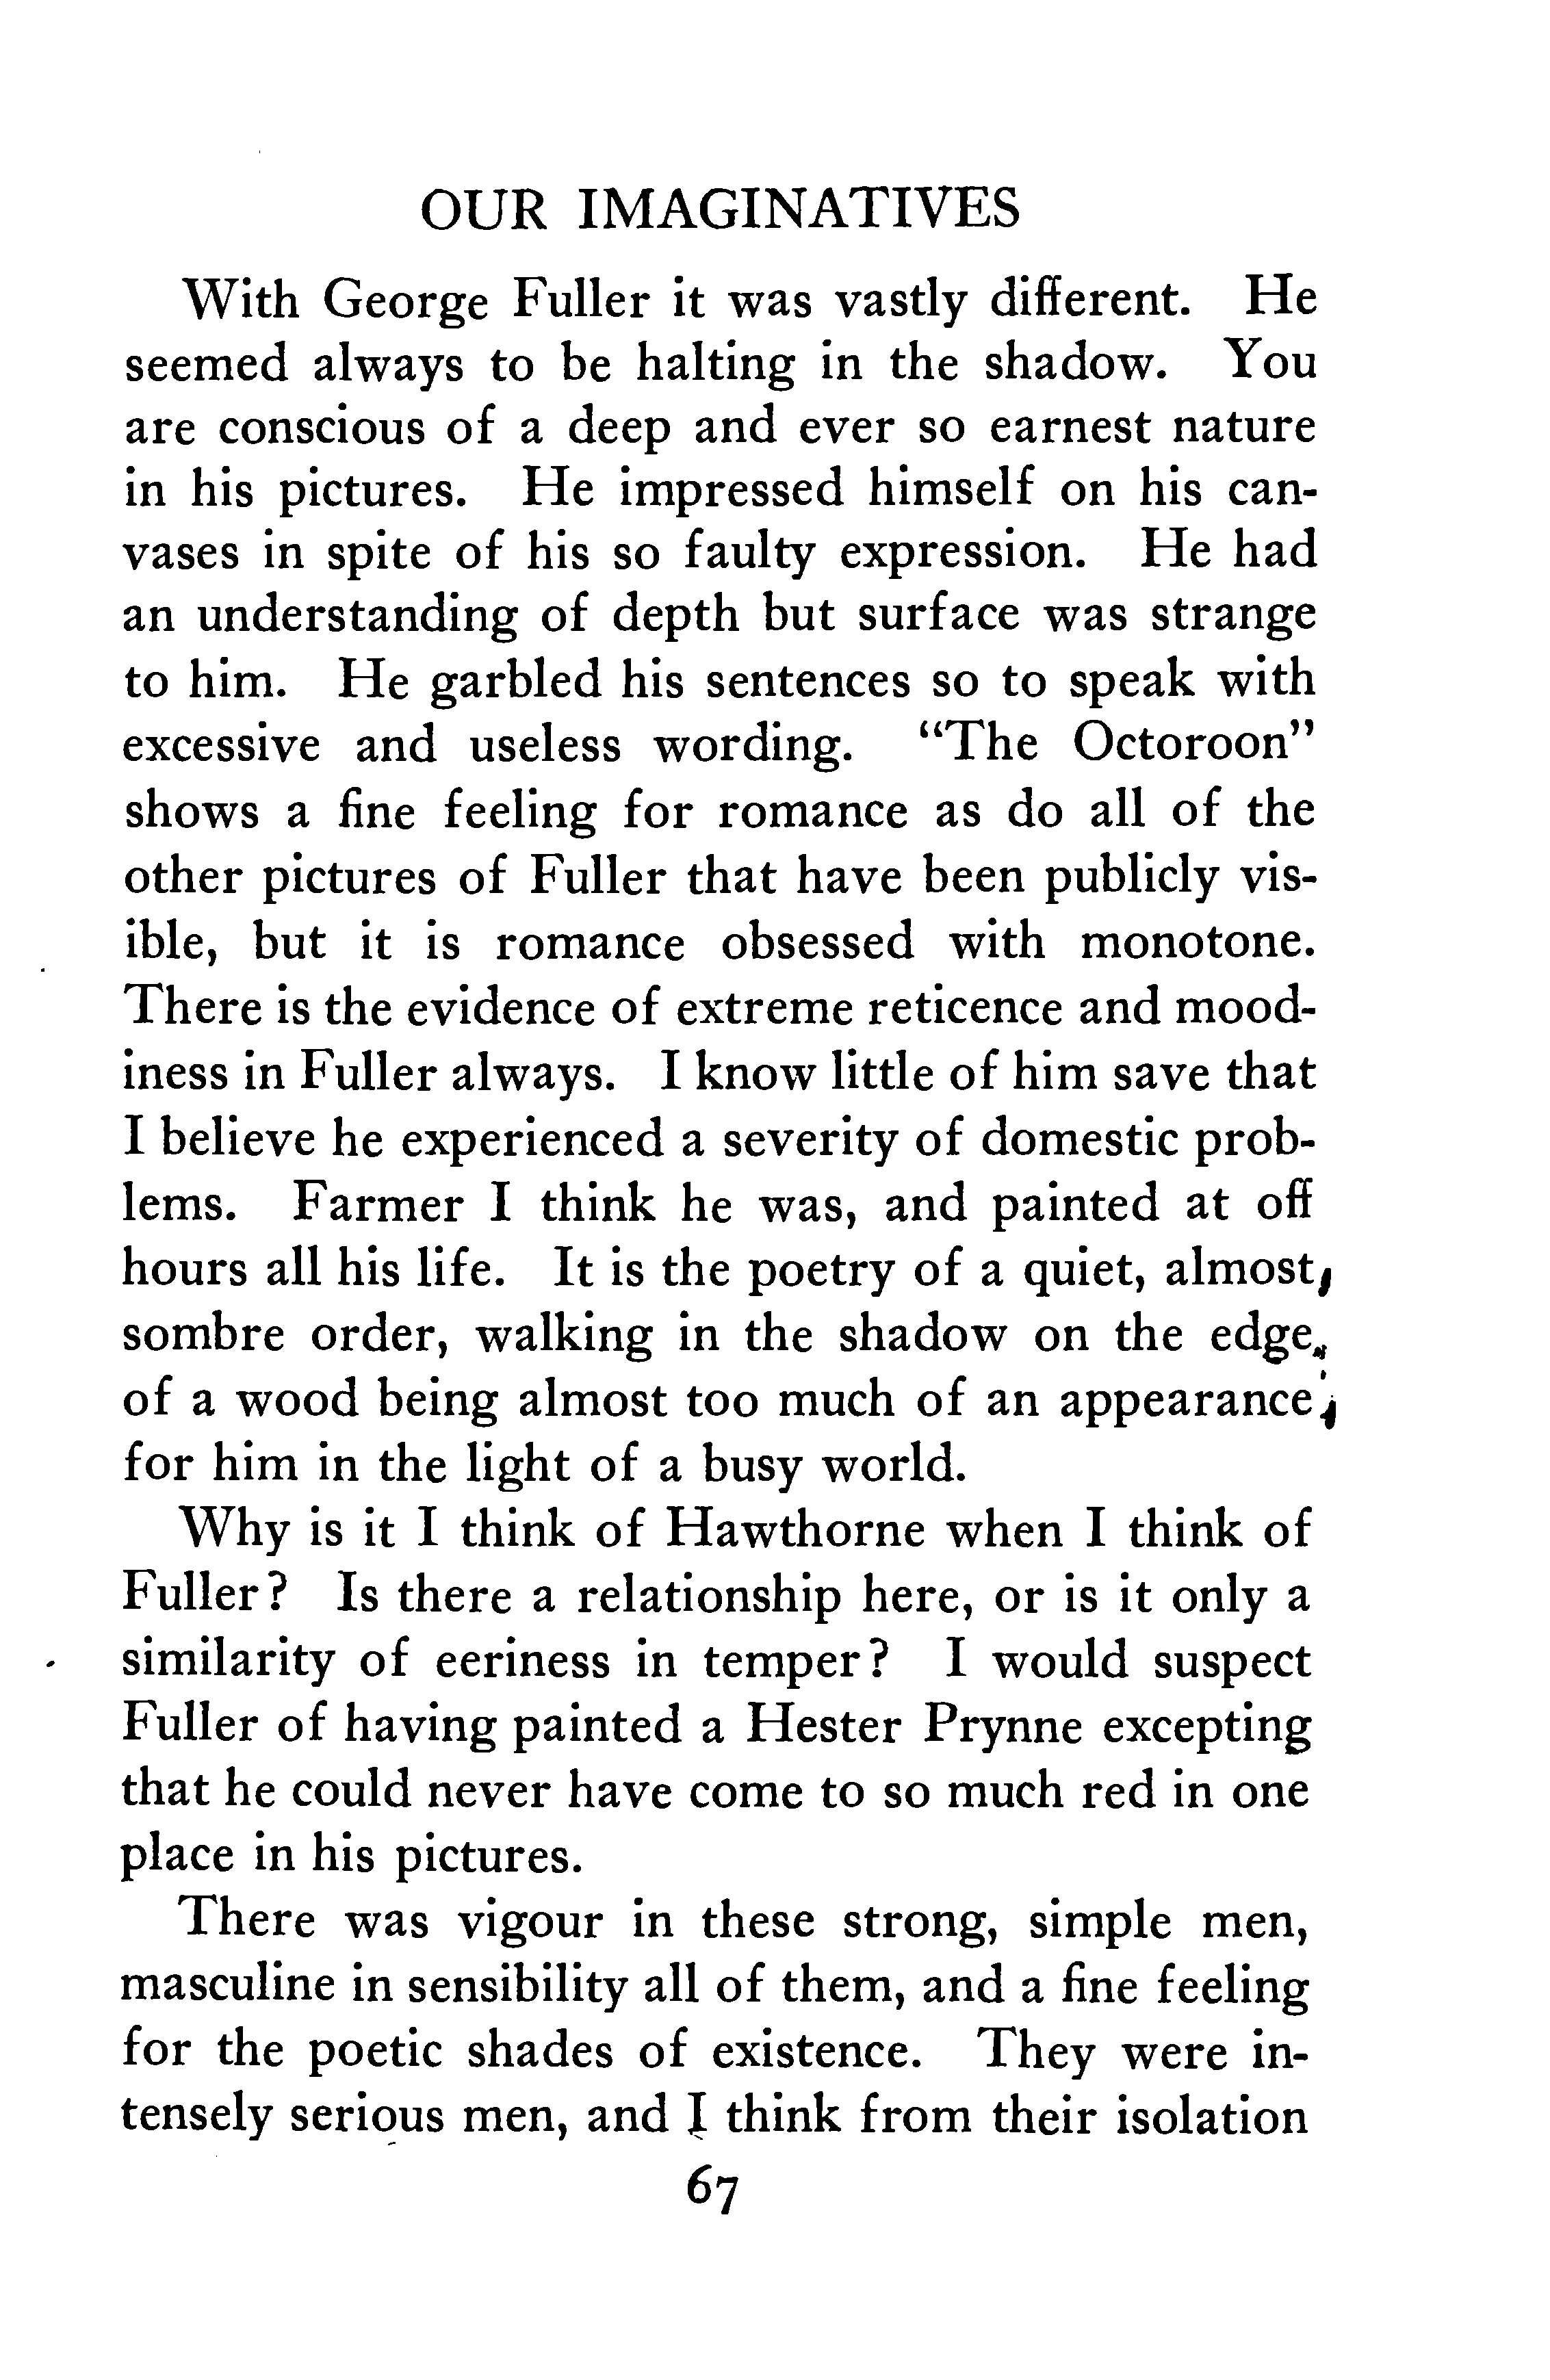 OUR IMAGINATIVES
With George Fuller it was vastly different. He
seemed always to be halting in the shadow. You
are conscious of a deep and ever so earnest nature
in his pictures. He impressed himself on his can-
vases in spite of his so faulty expression. He had
an understanding of depth but surface was strange
to him. He garbled his sentences so to speak with
excessive and useless wording. “The Octoroon”
shows a fine feeling for romance as do all of the
other pictures of Fuller that have been publicly vis-
ible, but it is romance obsessed with monotone.
There is the evidence of extreme reticence and mood-
iness in Fuller always. I know little of him save that
I believe he experienced a severity of domestic prob-
lems. Farmer I think he was, and painted at off
hours all his life. It is the poetry of a quiet, almost
sombre order, walking in the shadow on the edge
of a wood being almost too much of an appearance
for him in the light of a busy world.
Why is it I think of Hawthorne when I think of
Fuller? Is there a relationship here, or is it only a
similarity of eeriness in temper? I would suspect
Fuller of having painted a Hester Prynne excepting
that he could never have come to so much red in one
place in his pictures.
There was vigour in these strong, simple men,
masculine in sensibility all of them, and a fine feeling
for the poetic shades of existence. They were in-
tensely serious men, and I think from their isolation
67